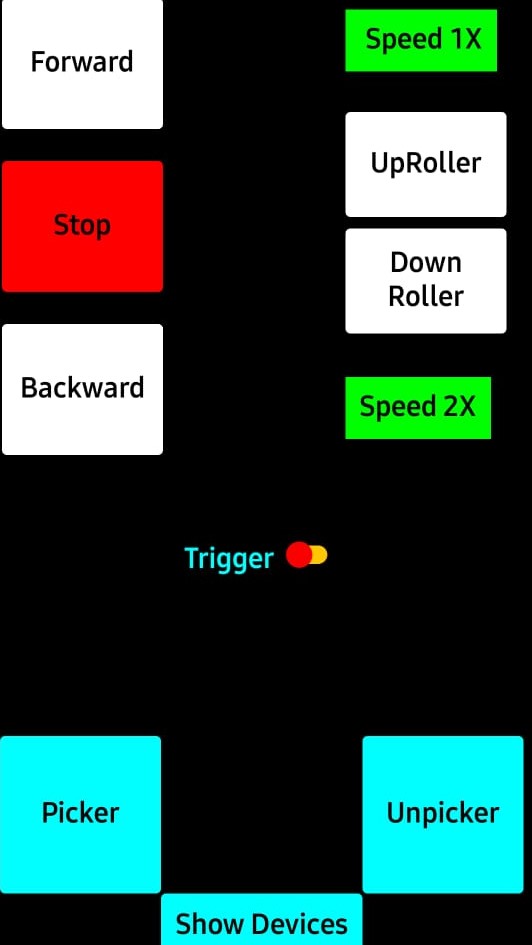 Forward
Speed 1X
UpRoller
Stop
Down
Roller
Backward
Speed 2X
Trigger
Picker
Unpicker
Show Devices